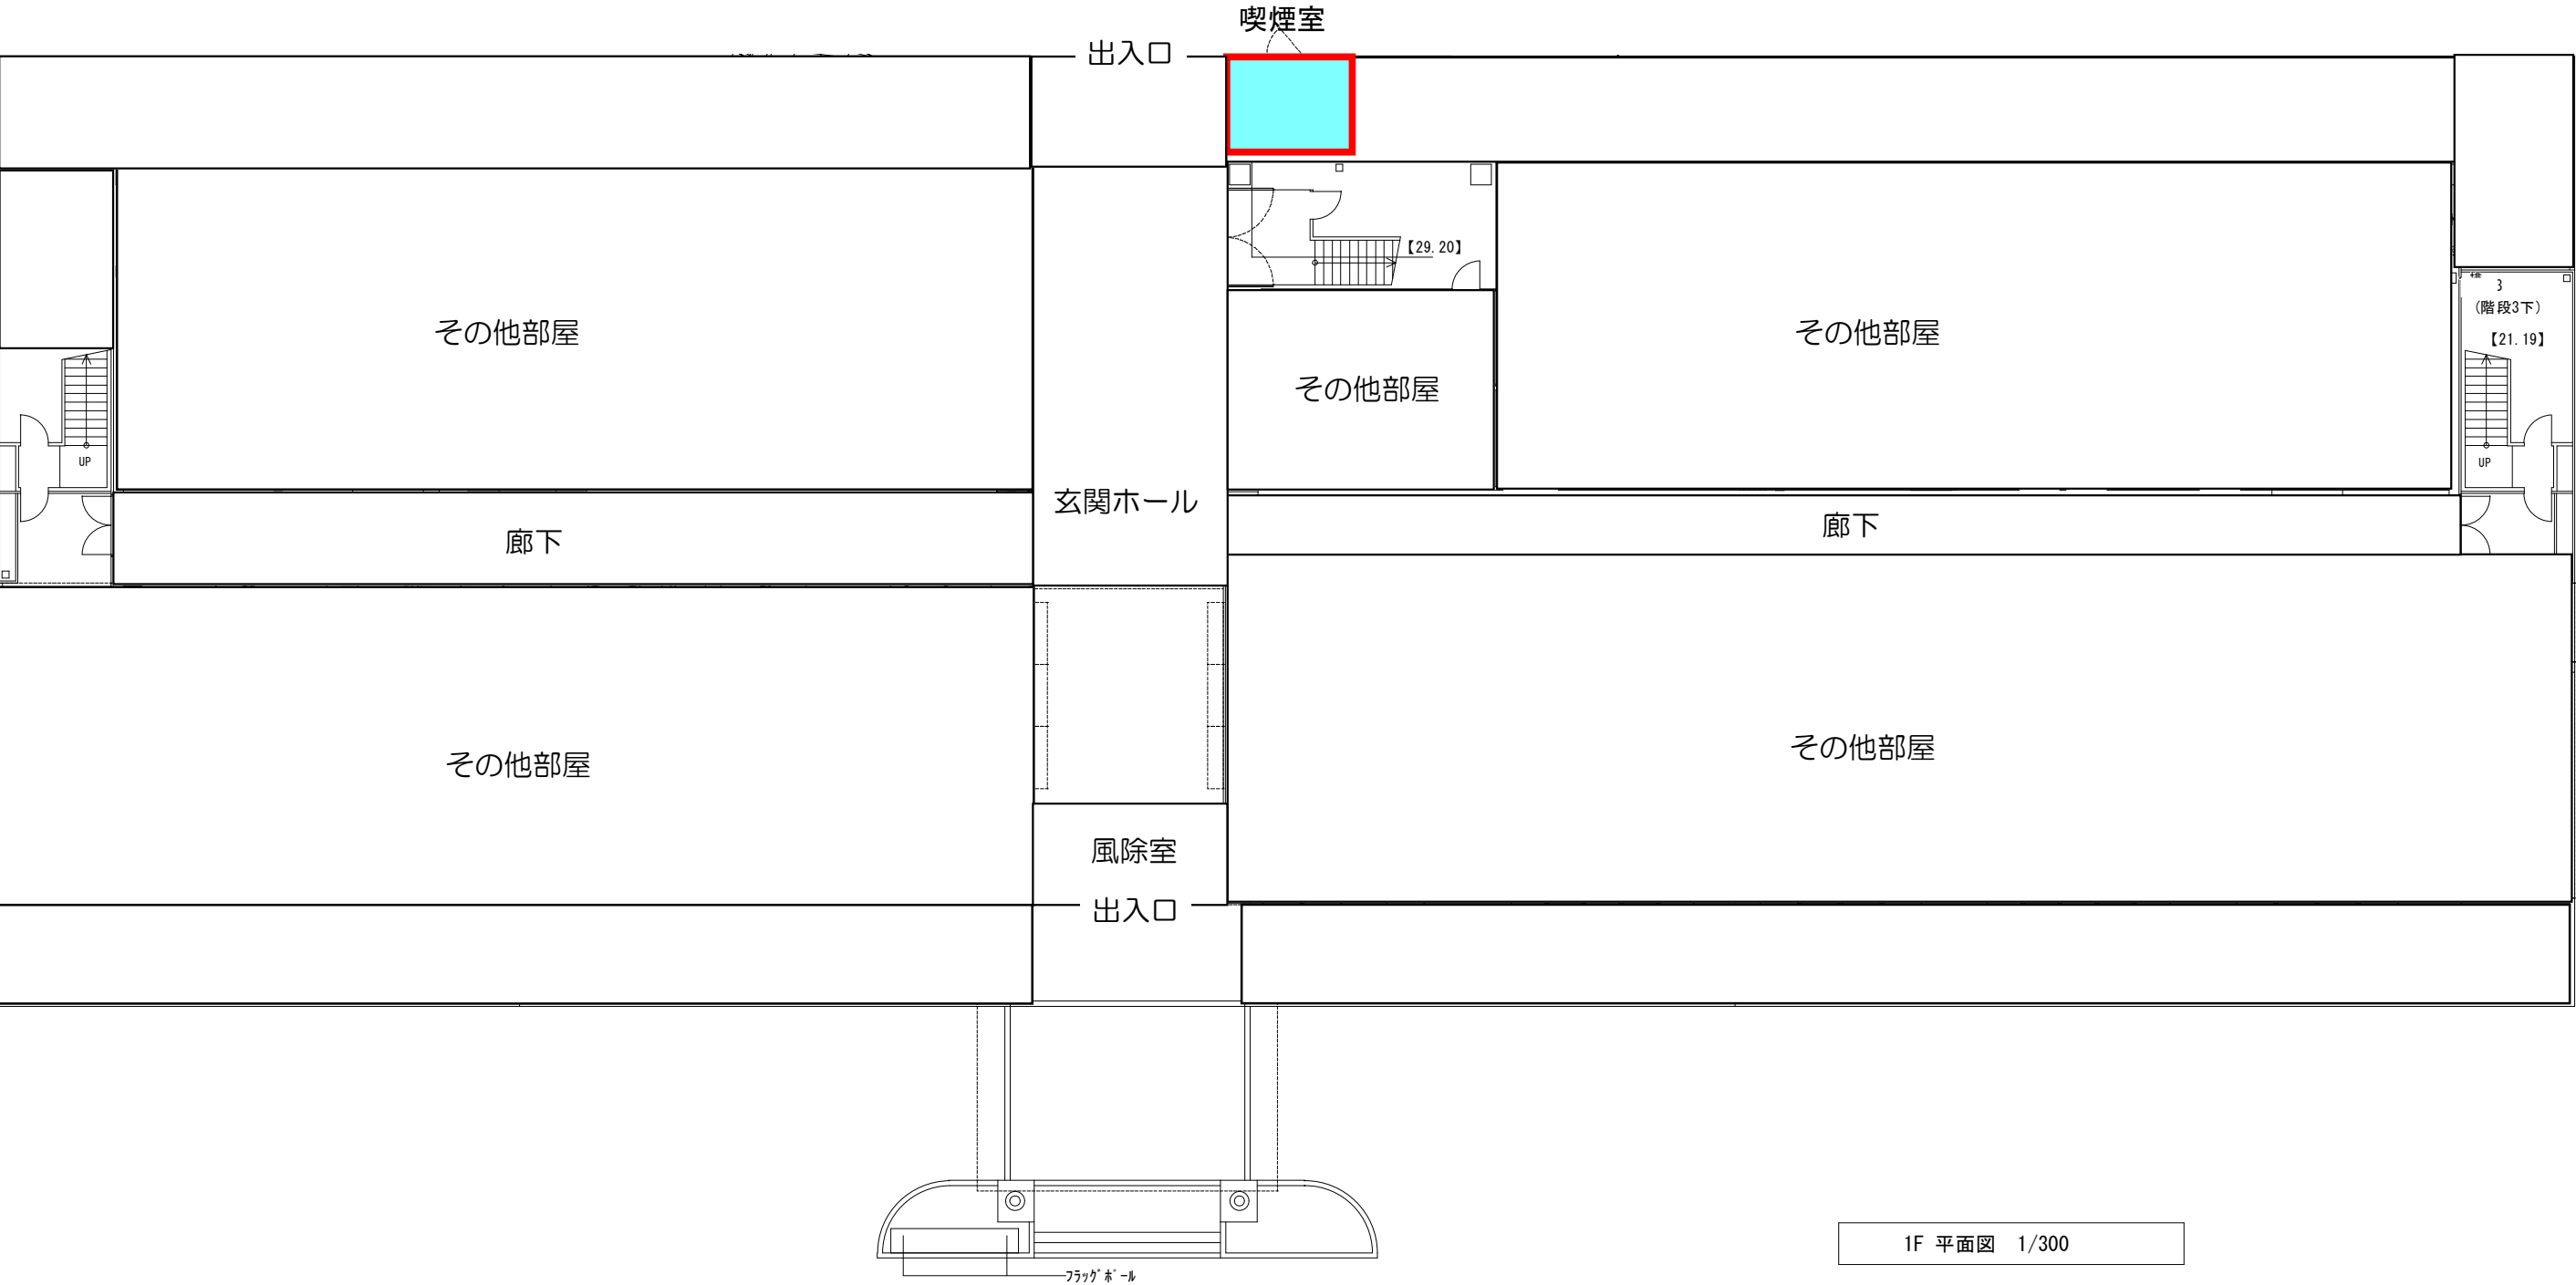 喫煙室
出入口
【29.20】
3
(階段3下)
【21.19】
その他部屋
その他部屋
その他部屋
UP
UP
玄関ホール
廊下
廊下
その他部屋
その他部屋
風除室
出入口
1F 平面図 1/300
フラッグポール